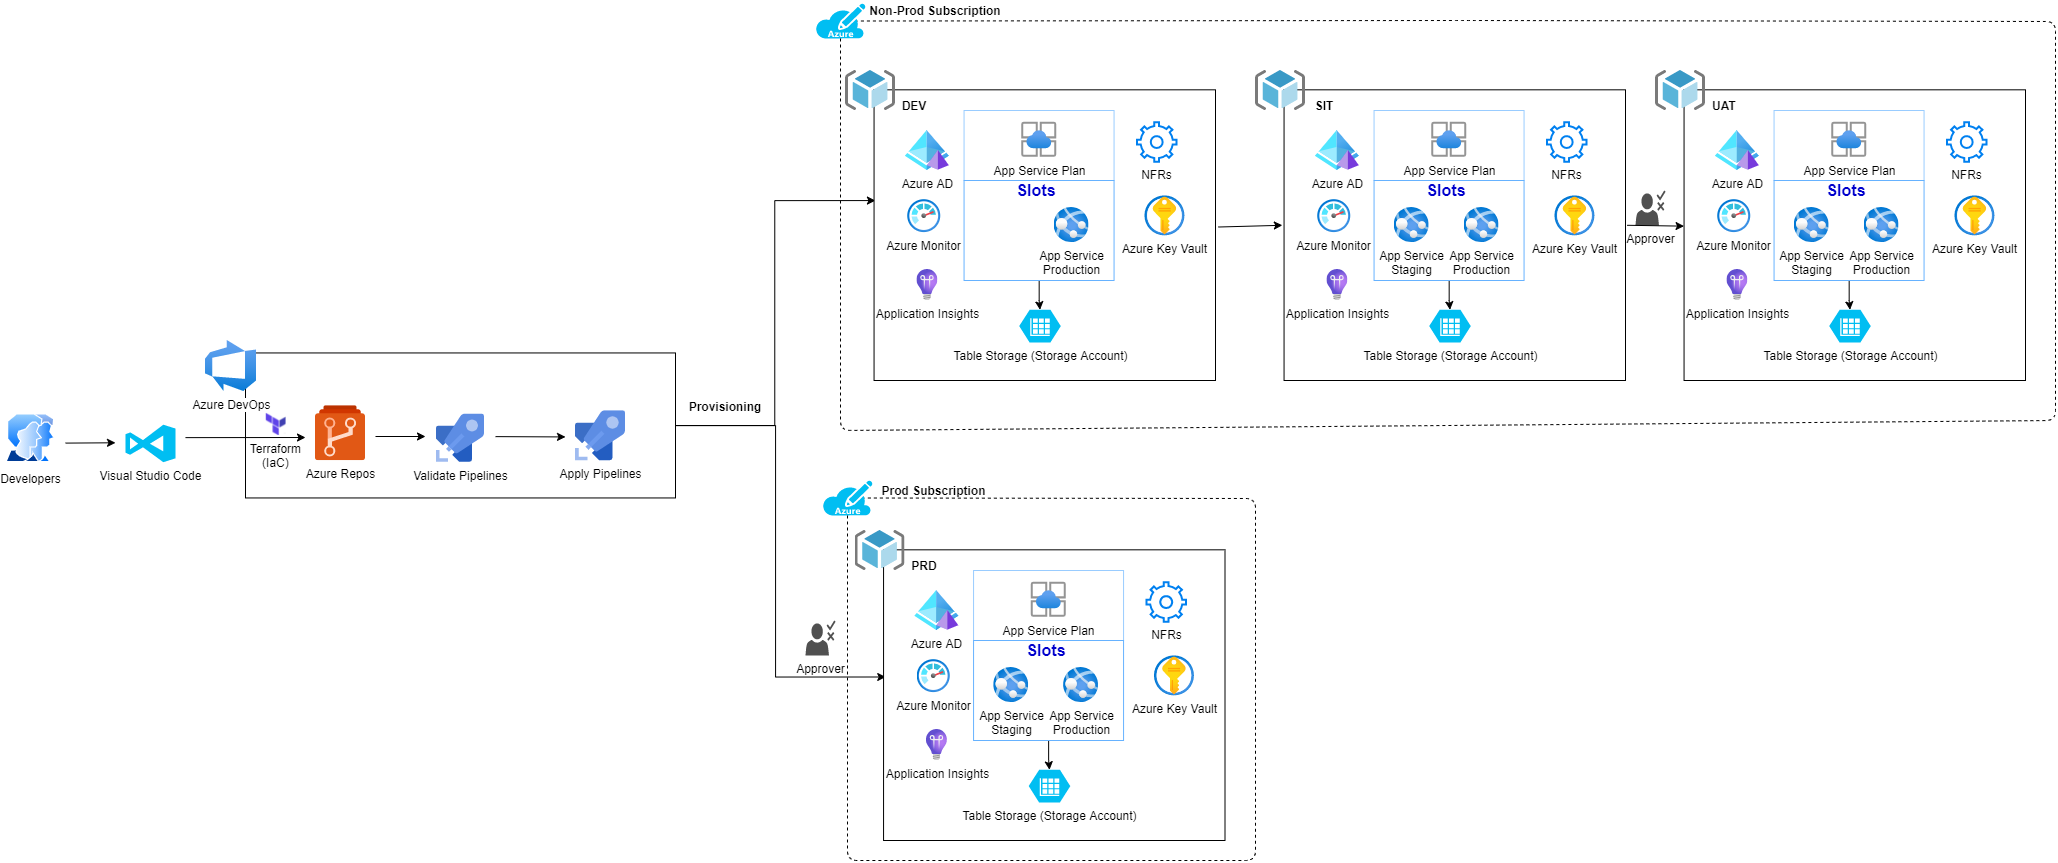 Non-Prod Subscription
Azure
DEV
Azure AD
Azure Monitor
Application Insights
App Service Plan
Slots
App Service
Production
NFRs
Azure Key Vault
Table Storage (Storage Account)
SIT
Azure AD
Azure Monitor
Application Insights
App Service Plan
Slots
App Service
Staging
App Service
Production
NFRs
Azure Key Vault
Table Storage (Storage Account)
Approver
UAT
Azure AD
Azure Monitor
Application Insights
App Service Plan
Slots
App Service
Staging
App Service
Production
NFRs
Azure Key Vault
Table Storage (Storage Account)
Developers
Visual Studio Code
Azure DevOps
Terraform
(IaC)
Azure Repos
Validate Pipelines
Apply Pipelines
Provisioning
Prod Subscription
Azure
Approver
PRD
Azure AD
Azure Monitor
Application Insights
App Service Plan
Slots
App Service
Staging
App Service
Production
NFRs
Azure Key Vault
Table Storage (Storage Account)